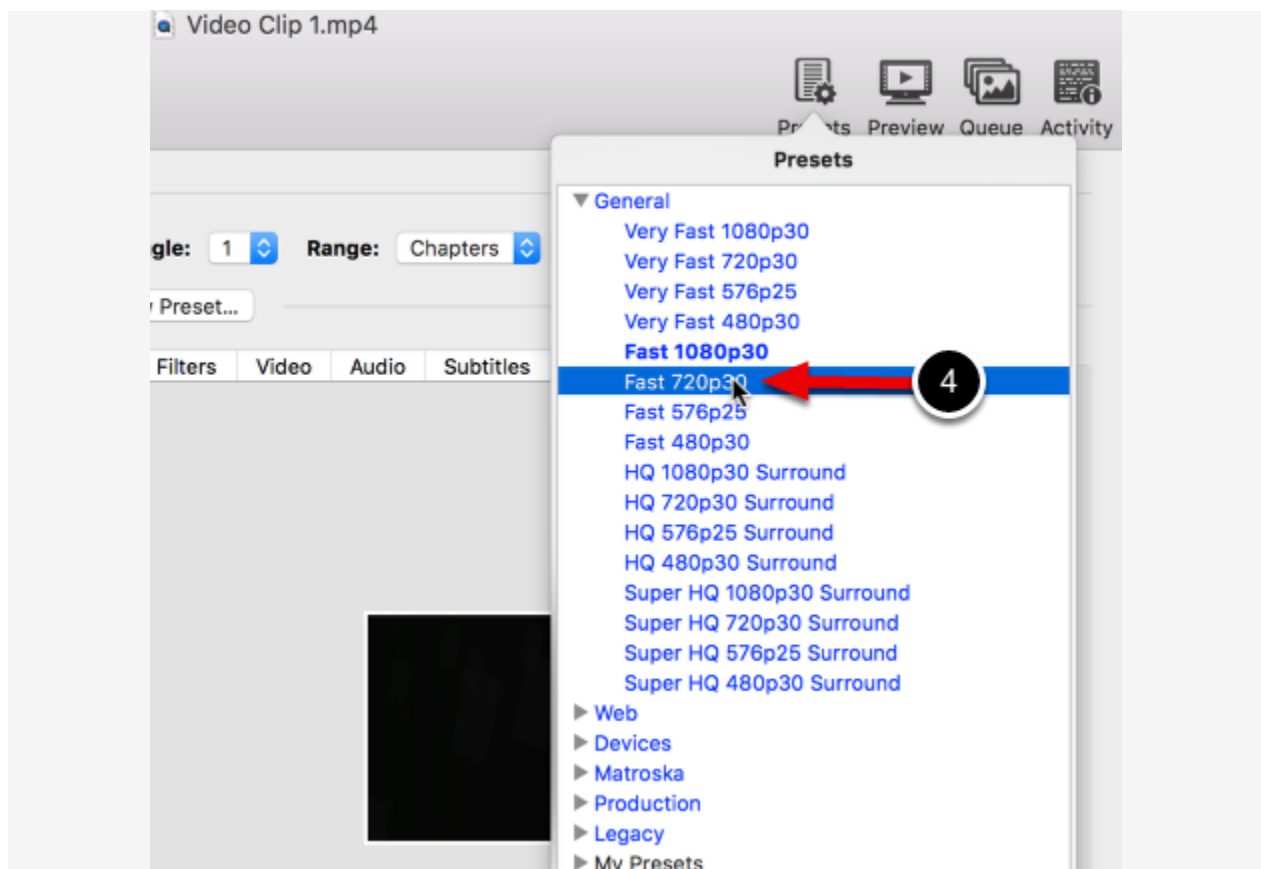 Video Clip 1.mp4
Preview Queue Activity
Presets
General
Very Fast 1080p30
gle: 1 Range: Chapters
Very Fast 720p30
Very Fast 576p25
Preset...
Very Fast 480p30
Fast 1080p30
Filters Video Audio Subtitles
Fast 720p30
4
Fast 576p25
Fast 480p30
HQ 1080p30 Surround
HQ 720p30 Surround
HQ 576p25 Surround
HQ 480p30 Surround
Super HQ 1080p30 Surround
Super HQ 720p30 Surround
Super HQ 576p25 Surround
Super HQ 480p30 Surround
Web
Devices
Matroska
Production
Legacy
My Presets